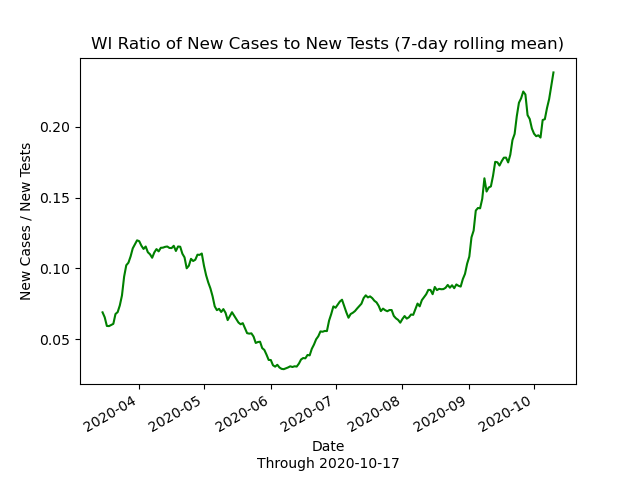 WI Ratio of New Cases to New Tests (7-day rolling mean)
New Cases / New Tests
0.20
0.15
0.10
0.05
2020-04
2020-05
2020-06
2020-07
2020-08
2020-09
2020-10
Date
Through 2020-10-17